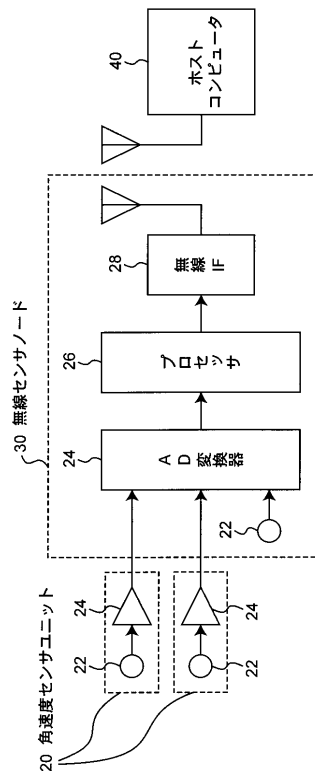 20 角速度センサユニット
22
24
22
24
30 無線センサノード
24
AD変換器
22
26
プロセッサ
28
無線
IF
40
ホスト
コンピュータ